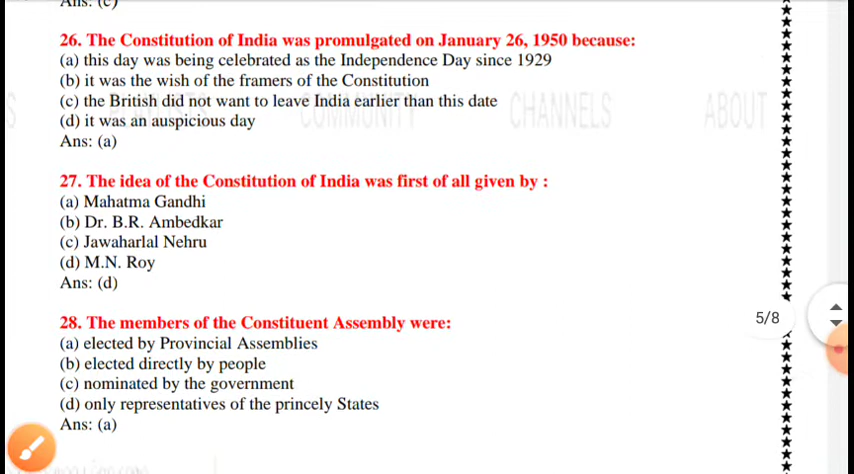 Ans: (c)
26. The Constitution of India was promulgated on January 26, 1950 because:
(a) this day was being celebrated as the Independence Day since 1929
(b) it was the wish of the framers of the Constitution
(c) the British did not want to leave India earlier than this date
(d) it was an auspicious day
COMMUNITY CHANNELS ABOUT
Ans: (a)
27. The idea of the Constitution of India was first of all given by :
(a) Mahatma Gandhi
(b) Dr. B.R. Ambedkar
(c) Jawaharlal Nehru
(d) M.N. Roy
Ans: (d)
5/8
28. The members of the Constituent Assembly were:
(a) elected by Provincial Assemblies
(b) elected directly by people
(c) nominated by the government
(d) only representatives of the princely States
Ans: (a)